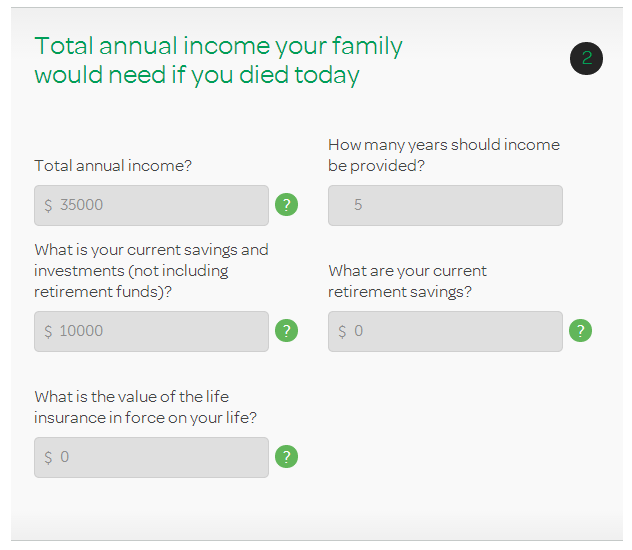 Total annual income your family
would need if you died today
2
Total annual income?
$ 35000
?
How many years should income
be provided?
5
What is your current savings and
investments (not including
retirement funds)?
$ 10000
?
What are your current
retirement savings?
$ 0
?
What is the value of the life
insurance in force on your life?
$ 0
?